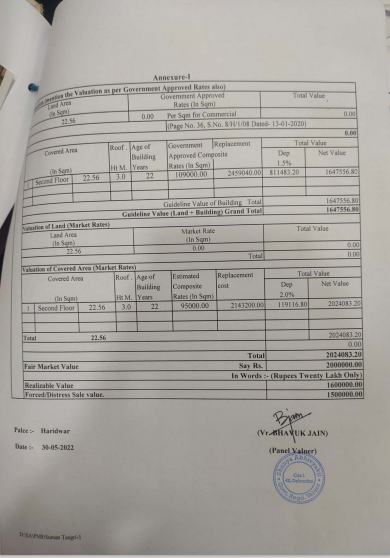 Annexure-I
mention the Valuation as per Government Approved Rates also)
Land Area (In Sqm) Government Approved Rates (In Sqm) Total Value
22.56 0.00 Per Sqm for Commercial 0.00
(Page No. 36, S.No. 8/H/1/08 Dated- 13-01-2020)
0.00
Covered Area (In Sqm) Roof Ht M. Age of Building Years Government Approved Composite Rates (In Sqm) Replacement Total Value
Dep 1.5% Net Value
Second Floor 22.56 3.0 22 109000.00 2459040.00 811483.20 1647556.80
Guideline Value of Building Total 1647556.80
Guideline Value (Land + Building) Grand Total 1647556.80
Valuation of Land (Market Rates)
Land Area (In Sqm) Market Rate (In Sqm) Total Value
22.56 0.00 0.00
Total 0.00
Valuation of Covered Area (Market Rates)
Covered Area (In Sqm) Roof Ht M. Age of Building Years Estimated Composite Rates (In Sqm) Replacement cost Total Value
Dep 2.0% Net Value
1 Second Floor 22.56 3.0 22 95000.00 2143200.00 119116.80 2024083.20
Total 22.56 2024083.20
0.00
Total 2024083.20
Fair Market Value Say Rs. 2000000.00
In Words :- (Rupees Twenty Lakh Only)
Realizable Value 1600000.00
Forced/Distress Sale value. 1500000.00
Palce :- Haridwar
(Vr. BHAVUK JAIN)
Date :- 30-05-2022
(Panel Valuer)